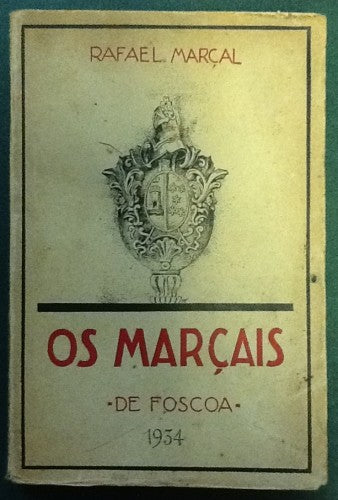 RAFAEL MARÇAL
OS MARÇAIS
-DE FOSCOA-
1934